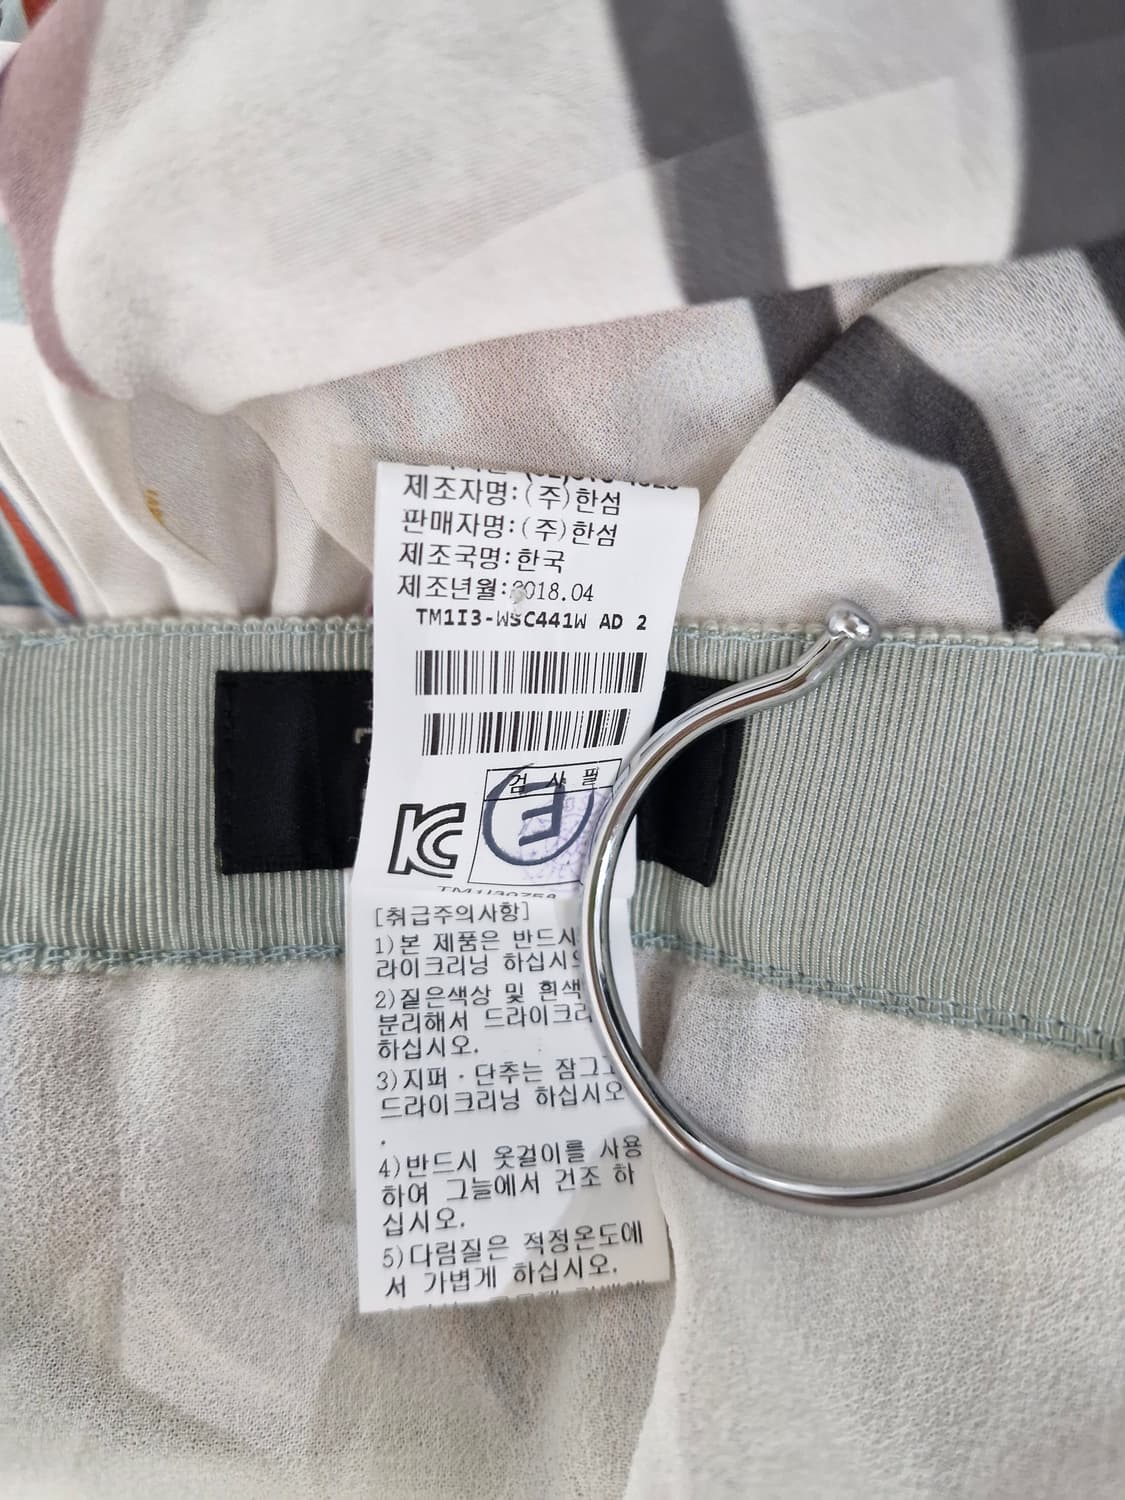 제조자명:(주)한섬
판매자명:(주)한섬
제조국명:한국
제조년월:2018.04
TM1I3-WSC441W AD 2
검 사 필
F
KC
[취급주의사항]
1)본 제품은 반드시
라이크리닝 하십시오
2)짙은색상 및 흰색
분리해서 드라이크리
하십시오.
3)지퍼·단추는 잠그고
드라이크리닝 하십시오
.
4)반드시 옷걸이를 사용
하여 그늘에서 건조 하
십시오.
5)다림질은 적정온도에
서 가볍게 하십시오.